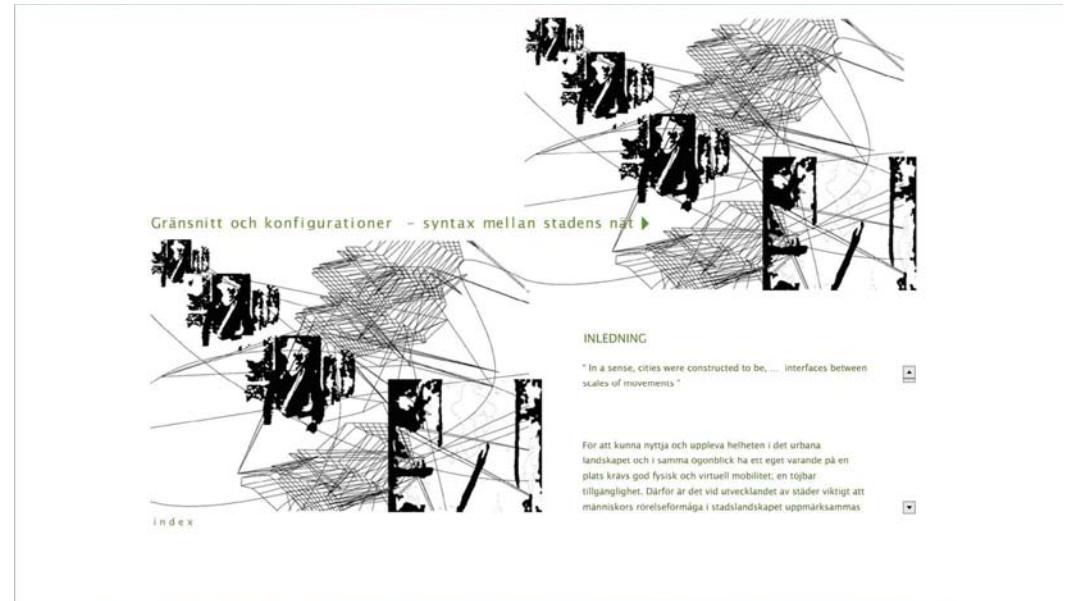 Gränsnitt och konfigurationer – syntax mellan stadens nät
INLEDNING
" In a sense, cities were constructed to be, ... interfaces between
scales of movements "
För att kunna nyttja och uppleva helheten i det urbana
landskapet och i samma ögonblick ha ett eget varande på en
plats krävs god fysisk och virtuell mobilitet; en töjbar
tillgänglighet. Därför är det vid utvecklandet av städer viktigt att
människors rörelseförmåga i stadslandskapet uppmärksammas
index